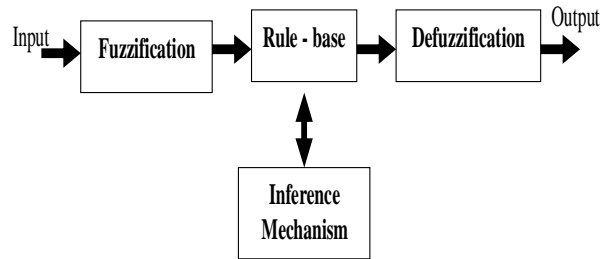 Input
Fuzzification
Rule - base
Defuzzification
Output
Inference
Mechanism